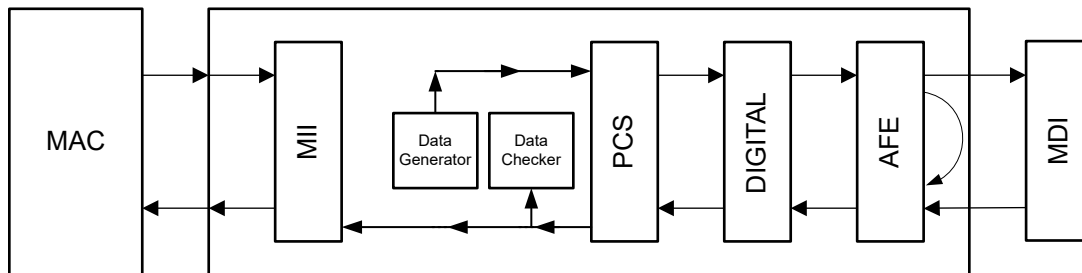 MAC
MII
Data
Generator
Data
Checker
PCS
DIGITAL
AFE
MDI